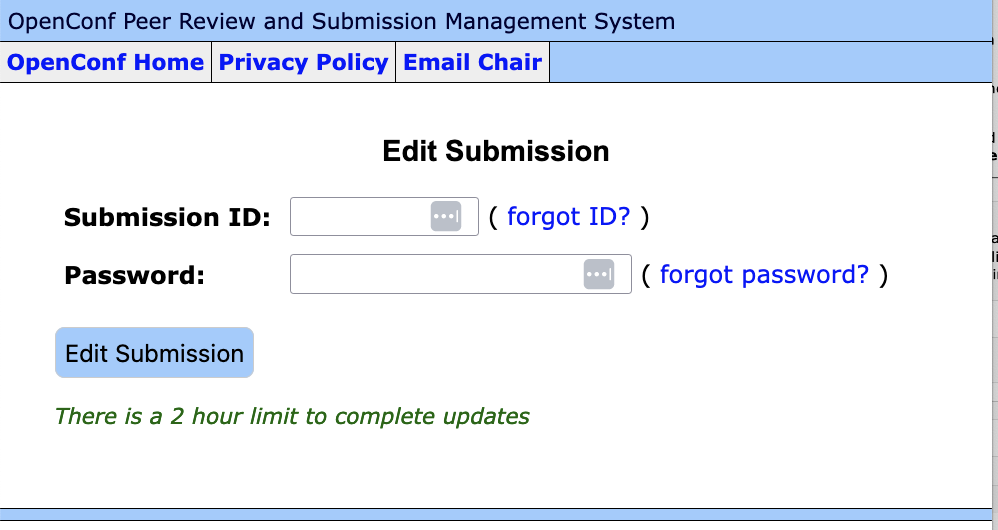 OpenConf Peer Review and Submission Management System
OpenConf Home Privacy Policy Email Chair
Edit Submission
Submission ID: ( forgot ID? )
Password: ( forgot password? )
Edit Submission
There is a 2 hour limit to complete updates